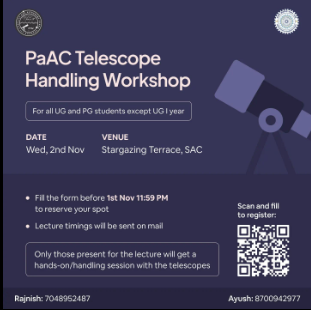 PaAC Telescope
Handling Workshop
For all UG and PG students except UG I year
DATE
Wed, 2nd Nov
VENUE
Stargazing Terrace, SAC
• Fill the form before 1st Nov 11:59 PM
to reserve your spot
• Lecture timings will be sent on mail
Only those present for the lecture will get a
hands-on/handling session with the telescopes
Scan and fill
to register:
Rajnish: 7048952487
Ayush: 8700942977